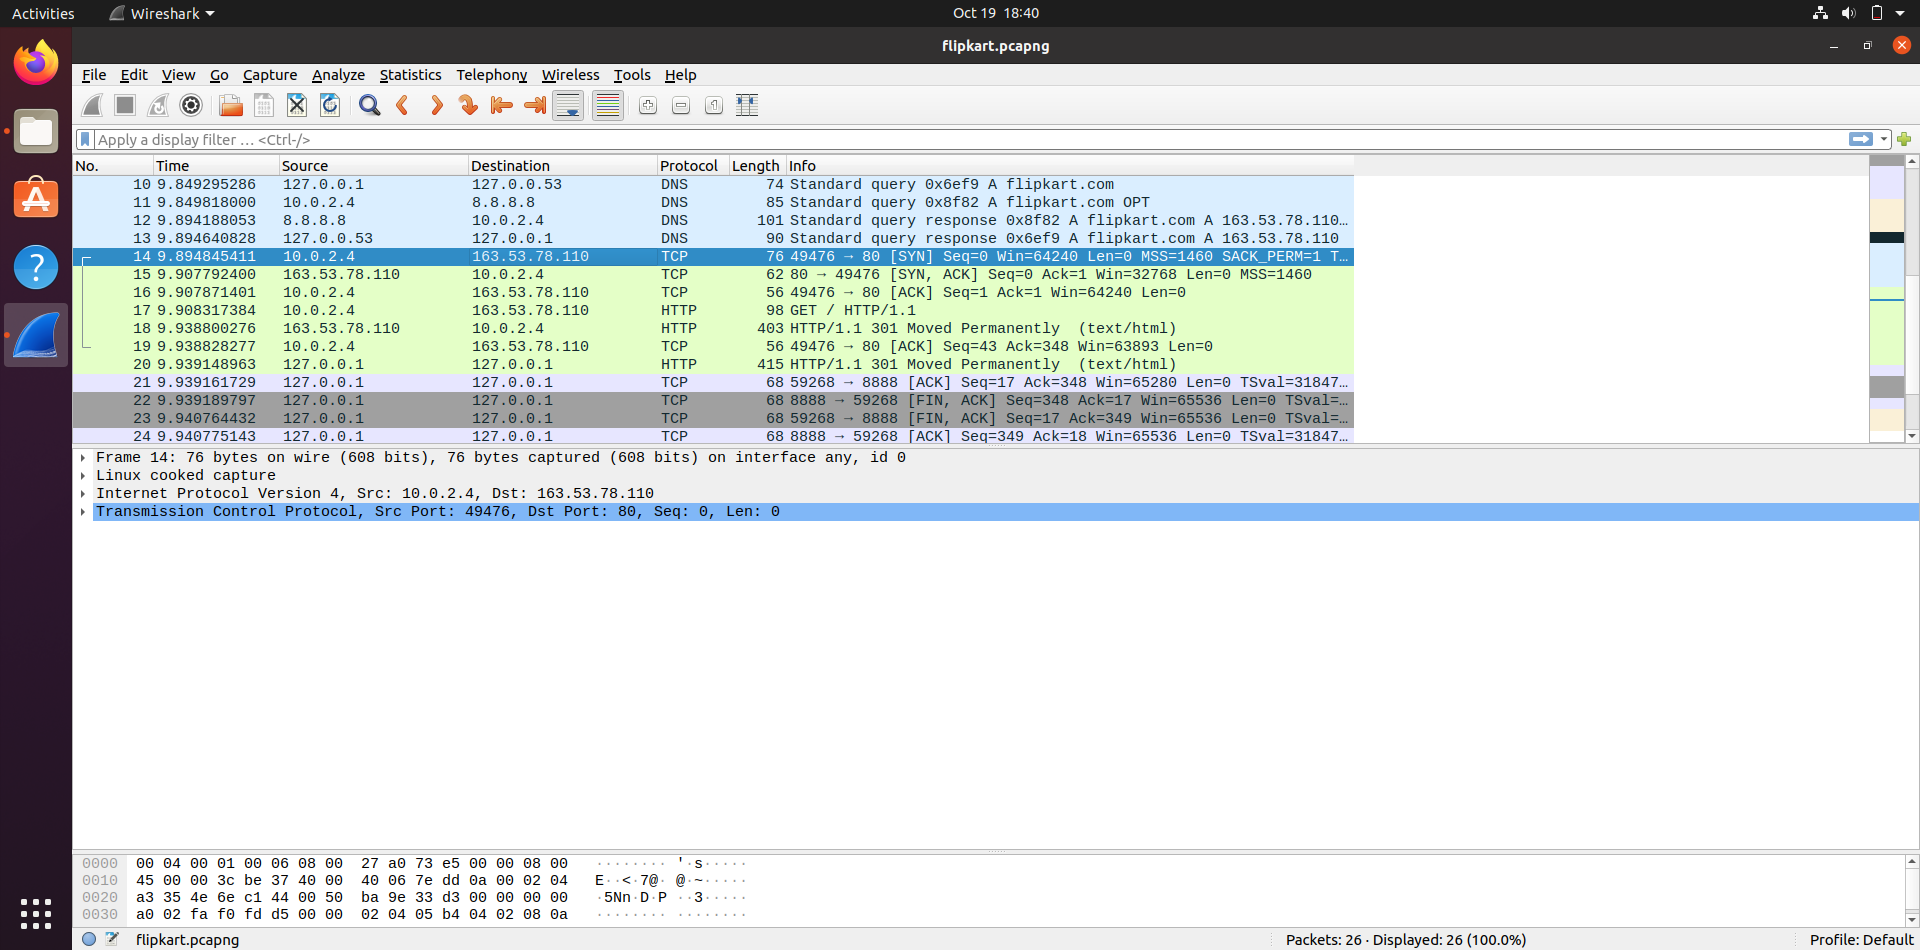 Activities Wireshark Oct 19 18:40
flipkart.pcapng
File Edit View Go Capture Analyze Statistics Telephony Wireless Tools Help
Apply a display filter … <Ctrl-/>
No. Time Source Destination Protocol Length Info
10 9.849295286 127.0.0.1 127.0.0.53 DNS 74 Standard query 0x6ef9 A flipkart.com
11 9.849818000 10.0.2.4 8.8.8.8 DNS 85 Standard query 0x8f82 A flipkart.com OPT
12 9.894188053 8.8.8.8 10.0.2.4 DNS 101 Standard query response 0x8f82 A flipkart.com A 163.53.78.110…
13 9.894640828 127.0.0.53 127.0.0.1 DNS 90 Standard query response 0x6ef9 A flipkart.com A 163.53.78.110
14 9.894845411 10.0.2.4 163.53.78.110 TCP 76 49476 → 80 [SYN] Seq=0 Win=64240 Len=0 MSS=1460 SACK_PERM=1 T…
15 9.907792400 163.53.78.110 10.0.2.4 TCP 62 80 → 49476 [SYN, ACK] Seq=0 Ack=1 Win=32768 Len=0 MSS=1460
16 9.907871401 10.0.2.4 163.53.78.110 TCP 56 49476 → 80 [ACK] Seq=1 Ack=1 Win=64240 Len=0
17 9.908317384 10.0.2.4 163.53.78.110 HTTP 98 GET / HTTP/1.1
18 9.938800276 163.53.78.110 10.0.2.4 HTTP 403 HTTP/1.1 301 Moved Permanently (text/html)
19 9.938828277 10.0.2.4 163.53.78.110 TCP 56 49476 → 80 [ACK] Seq=43 Ack=348 Win=63893 Len=0
20 9.939148963 127.0.0.1 127.0.0.1 HTTP 415 HTTP/1.1 301 Moved Permanently (text/html)
21 9.939161729 127.0.0.1 127.0.0.1 TCP 68 59268 → 8888 [ACK] Seq=17 Ack=348 Win=65280 Len=0 TSval=31847…
22 9.939189797 127.0.0.1 127.0.0.1 TCP 68 8888 → 59268 [FIN, ACK] Seq=348 Ack=17 Win=65536 Len=0 TSval=…
23 9.940764432 127.0.0.1 127.0.0.1 TCP 68 59268 → 8888 [FIN, ACK] Seq=17 Ack=349 Win=65536 Len=0 TSval=…
24 9.940775143 127.0.0.1 127.0.0.1 TCP 68 8888 → 59268 [ACK] Seq=349 Ack=18 Win=65536 Len=0 TSval=31847…
Frame 14: 76 bytes on wire (608 bits), 76 bytes captured (608 bits) on interface any, id 0
Linux cooked capture
Internet Protocol Version 4, Src: 10.0.2.4, Dst: 163.53.78.110
Transmission Control Protocol, Src Port: 49476, Dst Port: 80, Seq: 0, Len: 0
0000 00 04 00 01 00 06 08 00 27 a0 73 e5 00 00 08 00 ········ '·s·····
0010 45 00 00 3c be 37 40 00 40 06 7e dd 0a 00 02 04 E··<·7@· @·~·····
0020 a3 35 4e 6e c1 44 00 50 ba 9e 33 d3 00 00 00 00 ·5Nn·D·P ··3·····
0030 a0 02 fa f0 fd d5 00 00 02 04 05 b4 04 02 08 0a ········ ········
flipkart.pcapng Packets: 26 · Displayed: 26 (100.0%) Profile: Default